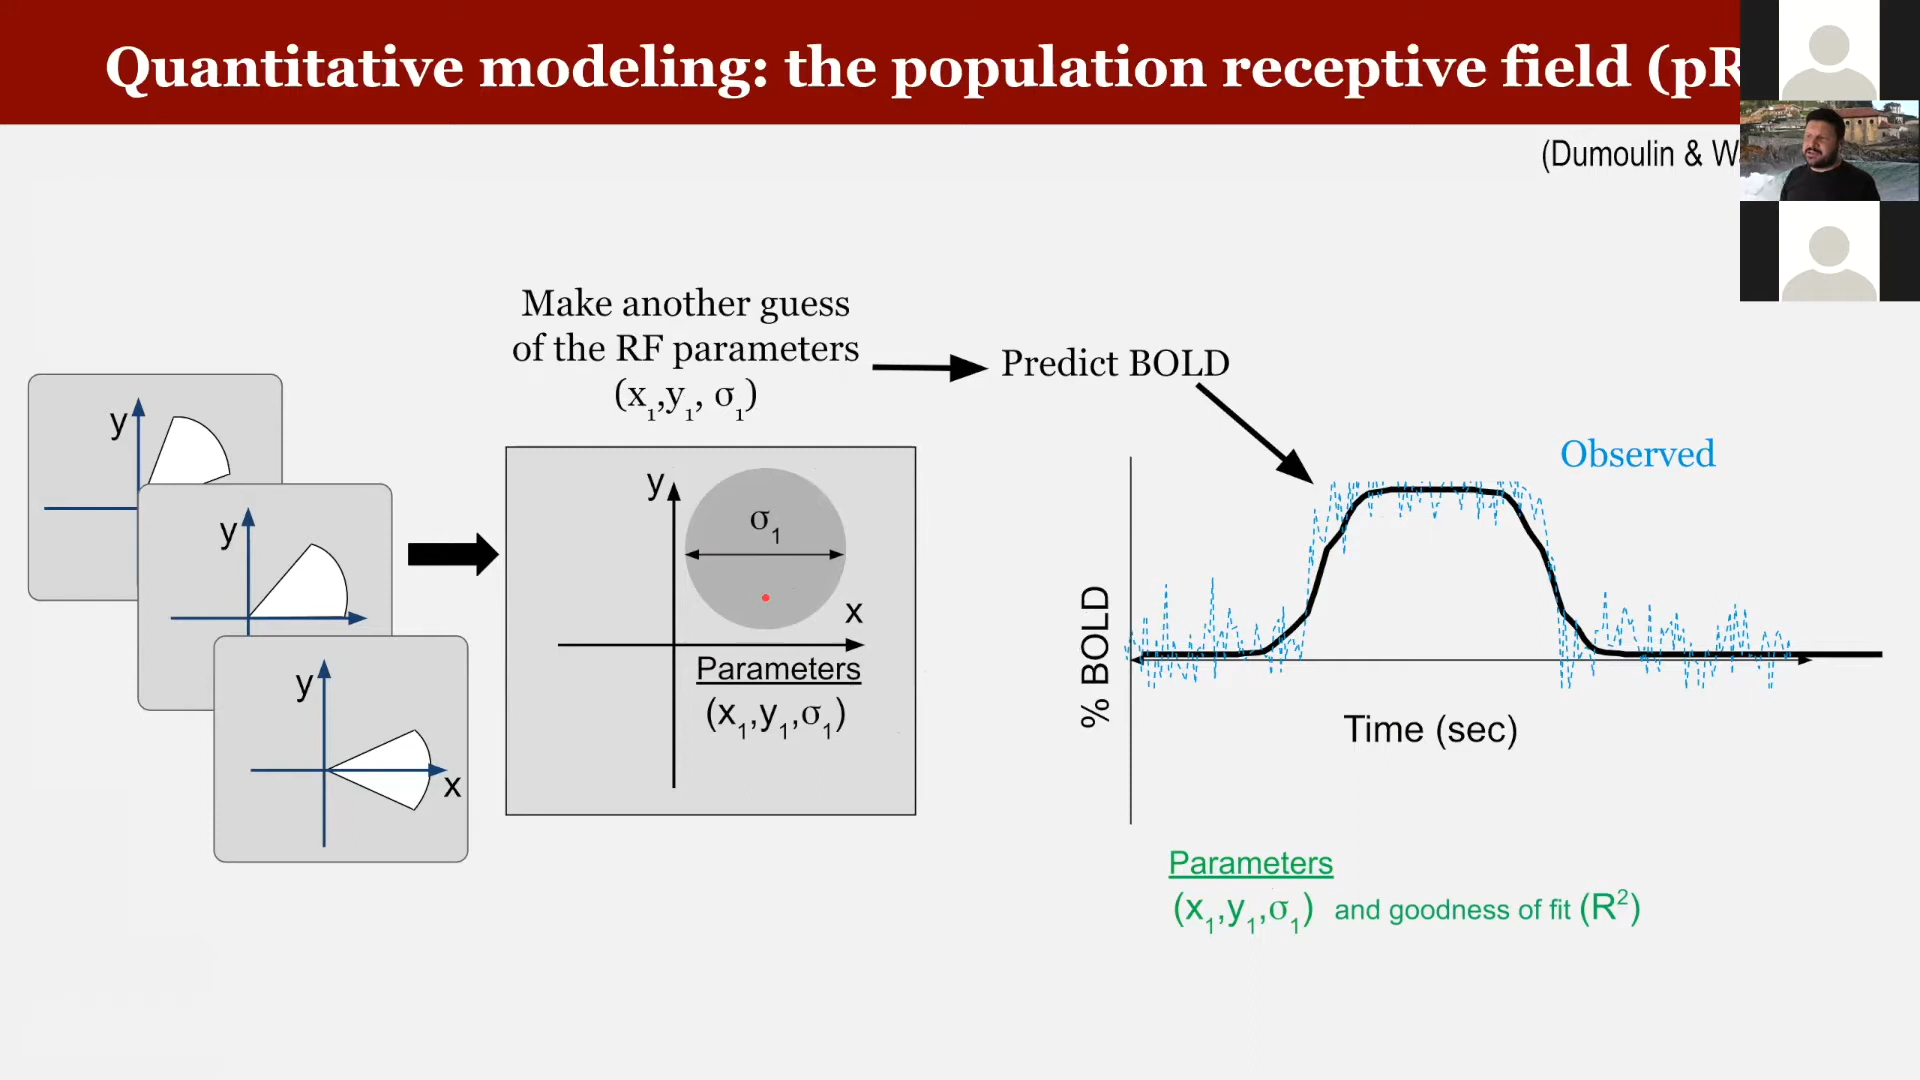 Quantitative modeling: the population receptive field
(Dumoulin &
Make another guess
of the RF parameters
(x1,y1, σ1)
Predict BOLD
Observed
y
y
y
x
y
σ1
x
Parameters
(x1,y1,σ1)
% BOLD
Time (sec)
Parameters
(x1,y1,σ1) and goodness of fit (R²)